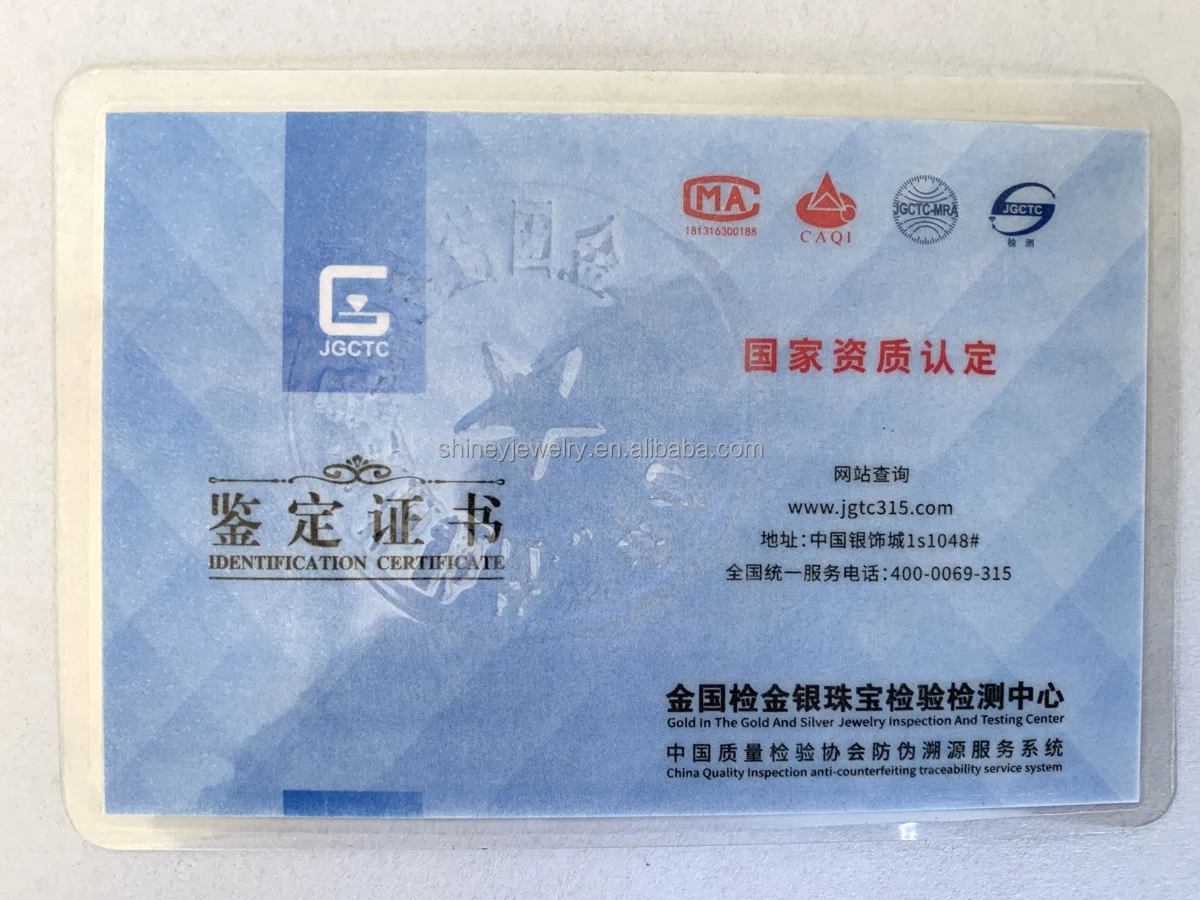 CMA
181316300188
CAQI
JGCTC-MRA
JGCTC
检测
JGCTC
国家资质认定
金国
shineyjewelry.en.alibaba.com
网站查询
www.jgtc315.com
地址:中国银饰城1s1048#
全国统一服务电话:400-0069-315
鉴定证书
IDENTIFICATION CERTIFICATE
金国检金银珠宝检验检测中心
Gold In The Gold And Silver Jewelry Inspection And Testing Center
中国质量检验协会防伪溯源服务系统
China Quality Inspection anti-counterfeiting traceability service system